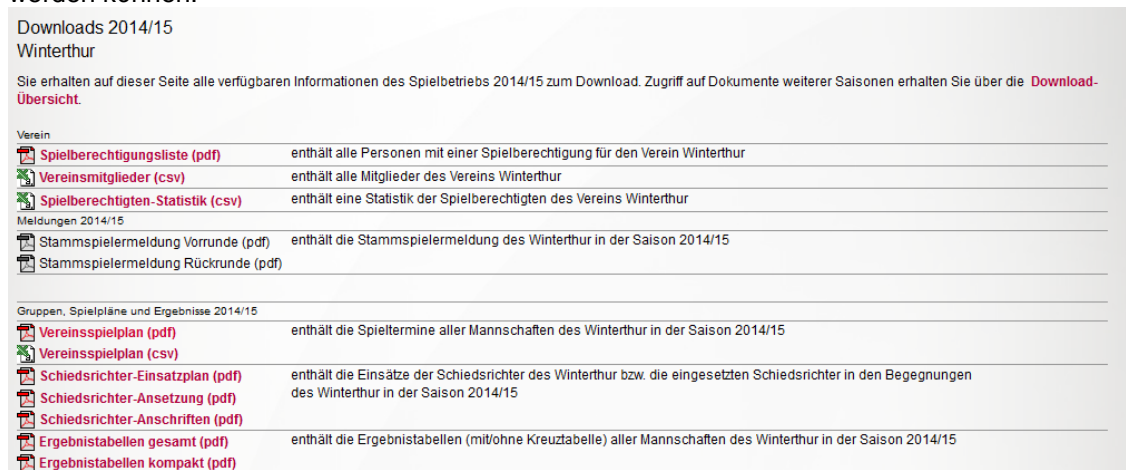 werden können.
Downloads 2014/15
Winterthur
Sie erhalten auf dieser Seite alle verfügbaren Informationen des Spielbetriebs 2014/15 zum Download. Zugriff auf Dokumente weiterer Saisonen erhalten Sie über die Download-
Übersicht.
Verein
Spielberechtigungsliste (pdf) enthält alle Personen mit einer Spielberechtigung für den Verein Winterthur
Vereinsmitglieder (csv) enthält alle Mitglieder des Vereins Winterthur
Spielberechtigten-Statistik (csv) enthält eine Statistik der Spielberechtigten des Vereins Winterthur
Meldungen 2014/15
Stammspielermeldung Vorrunde (pdf) enthält die Stammspielermeldung des Winterthur in der Saison 2014/15
Stammspielermeldung Rückrunde (pdf)
Gruppen, Spielpläne und Ergebnisse 2014/15
Vereinsspielplan (pdf) enthält die Spieltermine aller Mannschaften des Winterthur in der Saison 2014/15
Vereinsspielplan (csv)
Schiedsrichter-Einsatzplan (pdf) enthält die Einsätze der Schiedsrichter des Winterthur bzw. die eingesetzten Schiedsrichter in den Begegnungen
Schiedsrichter-Ansetzung (pdf) des Winterthur in der Saison 2014/15
Schiedsrichter-Anschriften (pdf)
Ergebnistabellen gesamt (pdf) enthält die Ergebnistabellen (mit/ohne Kreuztabelle) aller Mannschaften des Winterthur in der Saison 2014/15
Ergebnistabellen kompakt (pdf)